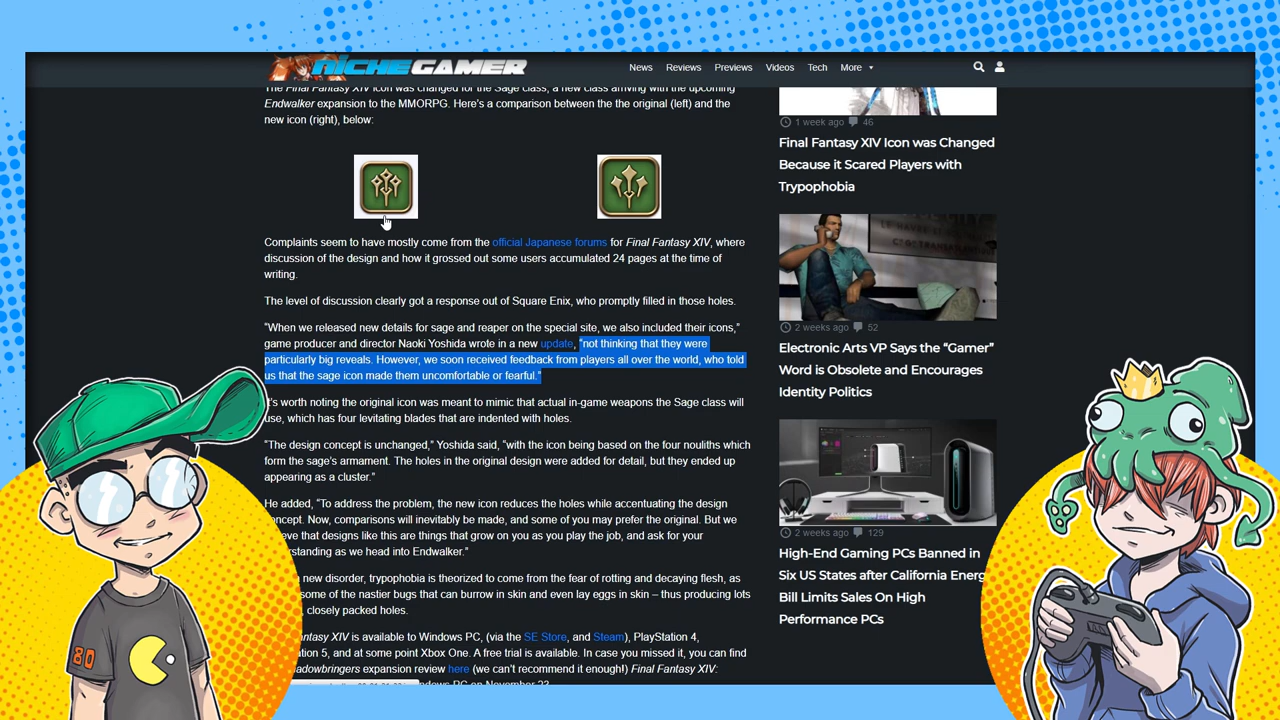 NICHEGAMER
News Reviews Previews Videos Tech More
The Final Fantasy XIV icon was changed for the Sage class, a new class arriving with the upcoming
Endwalker expansion to the MMORPG. Here's a comparison between the the original (left) and the
new icon (right), below:
Complaints seem to have mostly come from the official Japanese forums for Final Fantasy XIV, where
discussion of the design and how it grossed out some users accumulated 24 pages at the time of
writing.
The level of discussion clearly got a response out of Square Enix, who promptly filled in those holes.
“When we released new details for sage and reaper on the special site, we also included their icons,”
game producer and director Naoki Yoshida wrote in a new update, “not thinking that they were
particularly big reveals. However, we soon received feedback from players all over the world, who told
us that the sage icon made them uncomfortable or fearful.”
It’s worth noting the original icon was meant to mimic that actual in-game weapons the Sage class will
use, which has four levitating blades that are indented with holes.
“The design concept is unchanged,” Yoshida said, “with the icon being based on the four nouliths which
form the sage’s armament. The holes in the original design were added for detail, but they ended up
appearing as a cluster.”
He added, “To address the problem, the new icon reduces the holes while accentuating the design
oncept. Now, comparisons will inevitably be made, and some of you may prefer the original. But we
eve that designs like this are things that grow on you as you play the job, and ask for your
rstanding as we head into Endwalker.”
new disorder, trypophobia is theorized to come from the fear of rotting and decaying flesh, as
some of the nastier bugs that can burrow in skin and even lay eggs in skin – thus producing lots
, closely packed holes.
ntasy XIV is available to Windows PC, (via the SE Store, and Steam), PlayStation 4,
tion 5, and at some point Xbox One. A free trial is available. In case you missed it, you can find
adowbringers expansion review here (we can’t recommend it enough!) Final Fantasy XIV:
ndows PC on November 23
1 week ago 46
Final Fantasy XIV Icon was Changed
Because it Scared Players with
Trypophobia
2 weeks ago 52
Electronic Arts VP Says the “Gamer”
Word is Obsolete and Encourages
Identity Politics
2 weeks ago 129
High-End Gaming PCs Banned in
Six US States after California Energ
Bill Limits Sales On High
Performance PCs
80